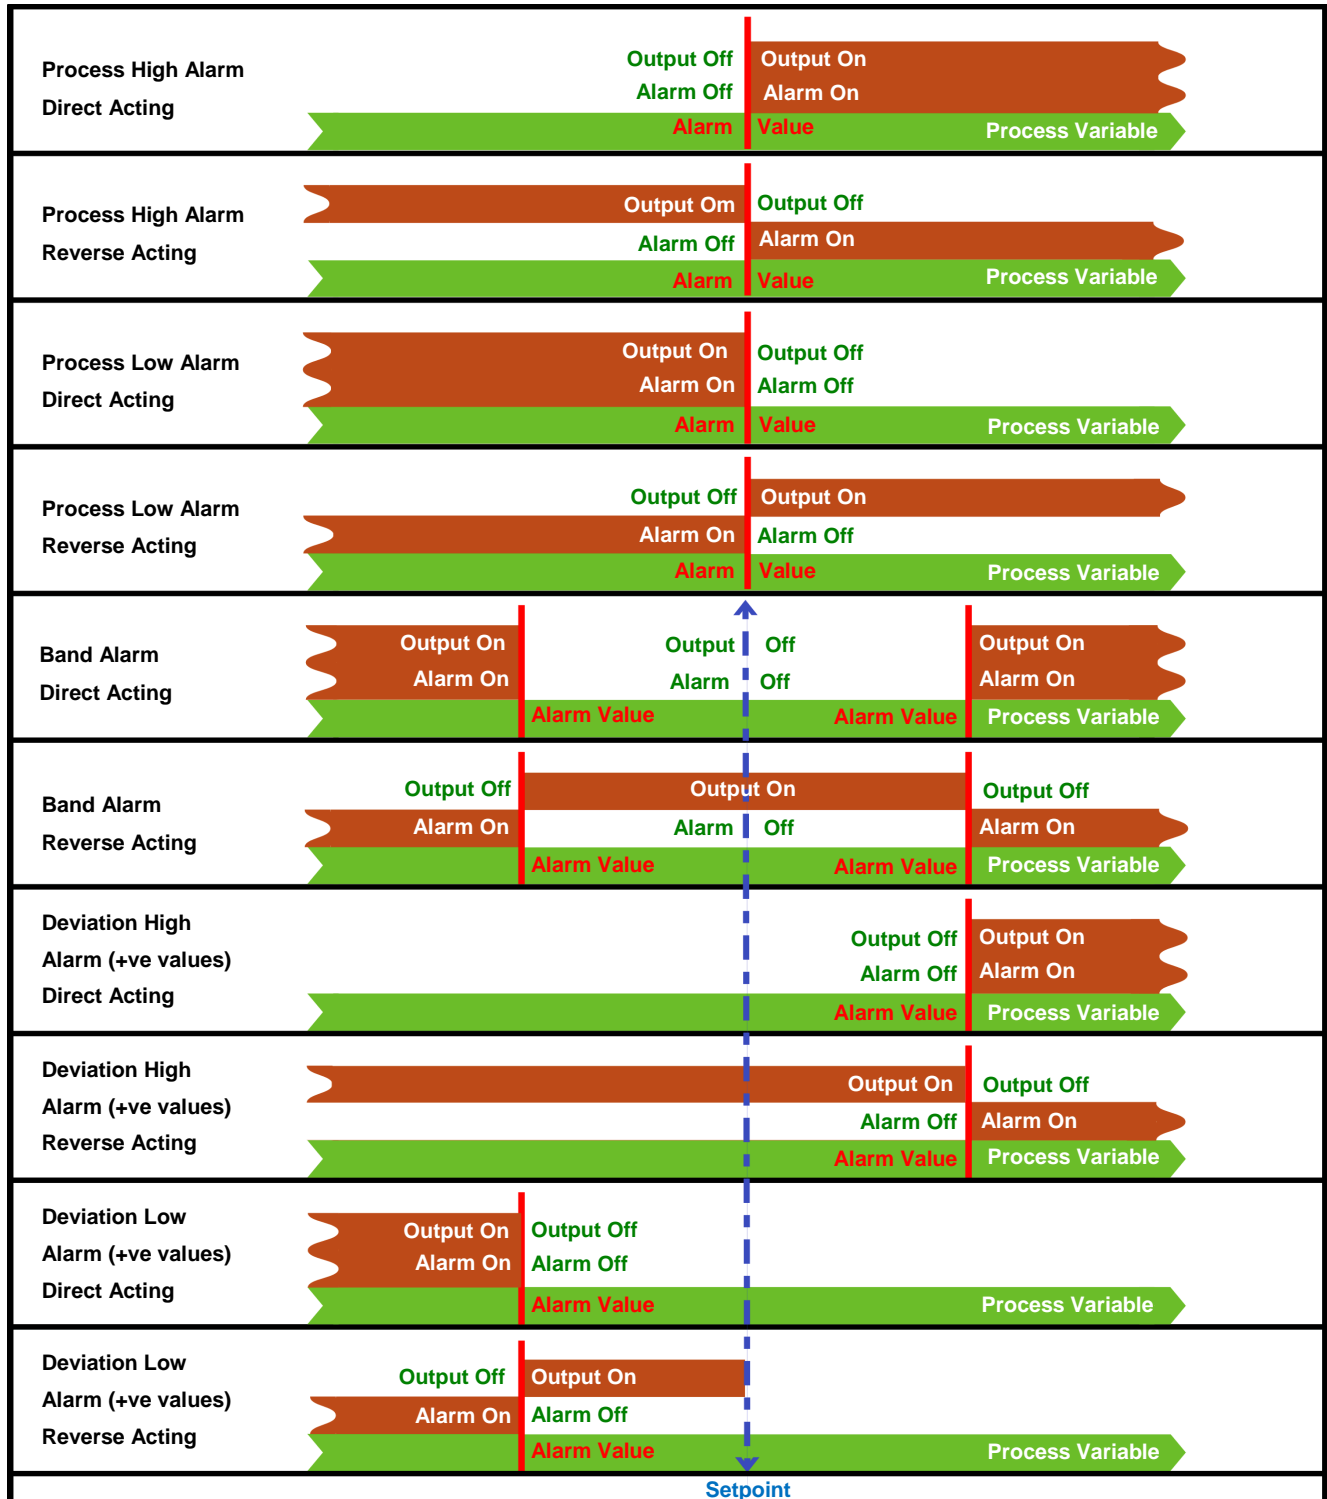 Process High Alarm
Direct Acting
Output Off Output On
Alarm Off Alarm On
Alarm Value Process Variable
Process High Alarm
Reverse Acting
Output Om Output Off
Alarm Off Alarm On
Alarm Value Process Variable
Process Low Alarm
Direct Acting
Output On Output Off
Alarm On Alarm Off
Alarm Value Process Variable
Process Low Alarm
Reverse Acting
Output Off Output On
Alarm On Alarm Off
Alarm Value Process Variable
Band Alarm
Direct Acting
Output On Output Off Output On
Alarm On Alarm Off Alarm On
Alarm Value Alarm Value Process Variable
Band Alarm
Reverse Acting
Output Off Output On Output Off
Alarm On Alarm Off Alarm On
Alarm Value Alarm Value Process Variable
Deviation High
Alarm (+ve values)
Direct Acting
Output Off Output On
Alarm Off Alarm On
Alarm Value Process Variable
Deviation High
Alarm (+ve values)
Reverse Acting
Output On Output Off
Alarm Off Alarm On
Alarm Value Process Variable
Deviation Low
Alarm (+ve values)
Direct Acting
Output On Output Off
Alarm On Alarm Off
Alarm Value Process Variable
Deviation Low
Alarm (+ve values)
Reverse Acting
Output Off Output On
Alarm On Alarm Off
Alarm Value Process Variable
Setpoint